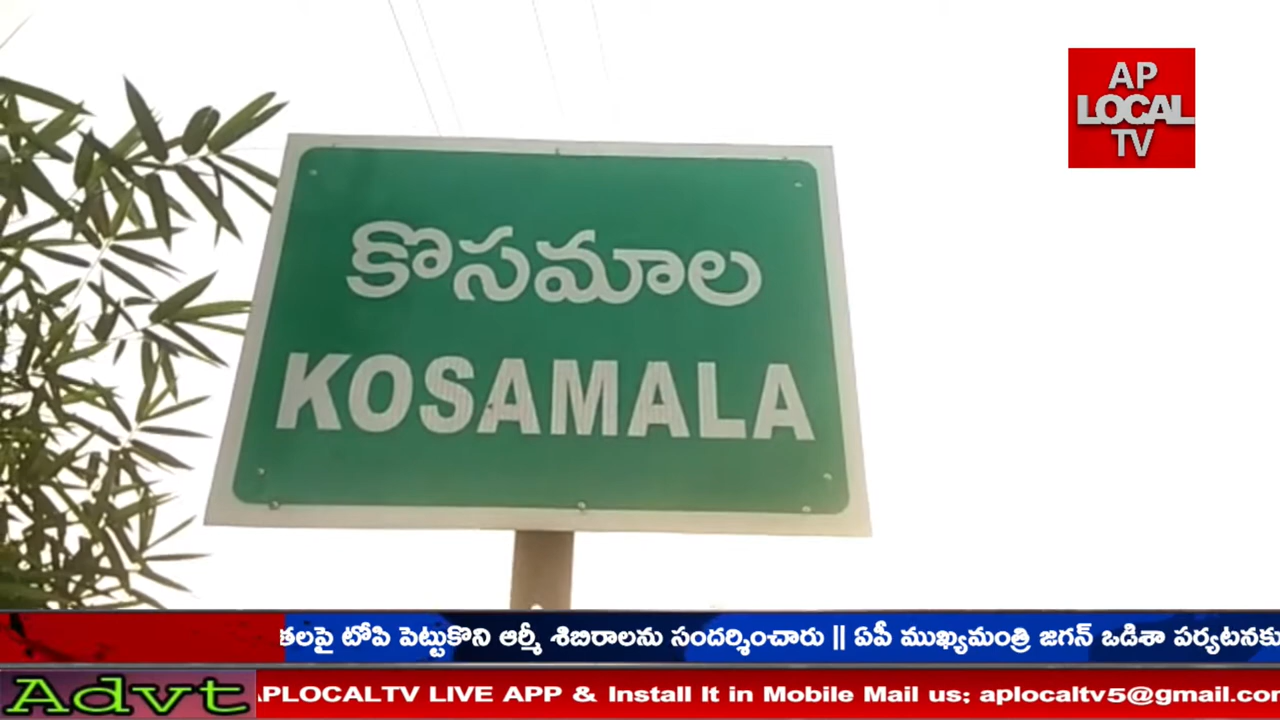 AP
LOCAL
TV
కొసమాల
KOSAMALA
తలపై టోపి పెట్టుకొని ఆర్మీ శిబిరాలను సందర్శించారు || ఏపీ ముఖ్యమంత్రి జగన్ ఒడిశా పర్యటనకు
Advt
APLOCALTV LIVE APP & Install It in Mobile Mail us; aplocaltv5@gmail.com